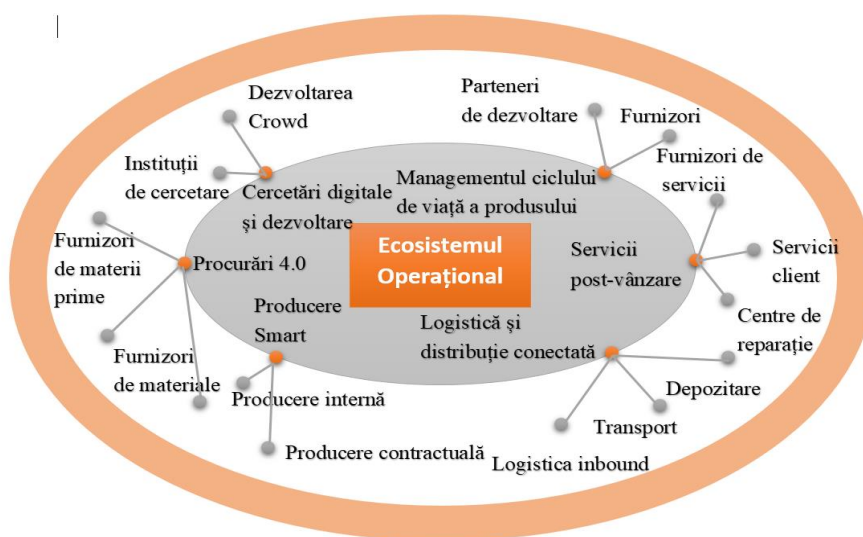 Dezvoltarea
Crowd
Instituții
de cercetare
Cercetări digitale
și dezvoltare
Parteneri
de dezvoltare
Furnizori
Managementul ciclului
de viață a produsului
Furnizori de
servicii
Servicii
post-vânzare
Servicii
client
Centre de
reparație
Ecosistemul
Operațional
Furnizori
de materii
prime
Procurări 4.0
Furnizori
de materiale
Producere
Smart
Producere internă
Producere contractuală
Logistică și
distribuție conectată
Depozitare
Transport
Logistica inbound